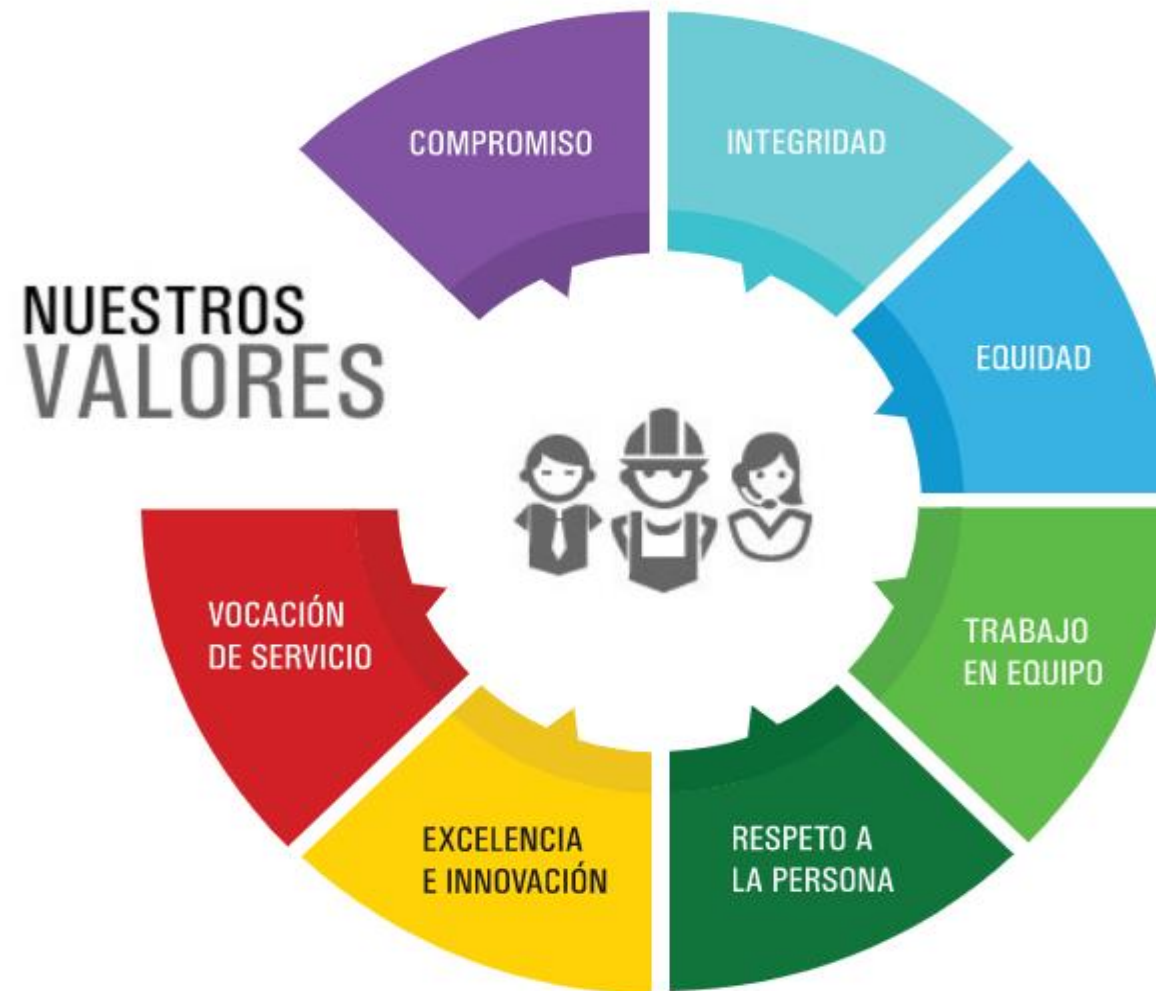 NUESTROS
VALORES
COMPROMISO
INTEGRIDAD
EQUIDAD
TRABAJO
EN EQUIPO
RESPETO A
LA PERSONA
EXCELENCIA
E INNOVACIÓN
VOCACIÓN
DE SERVICIO